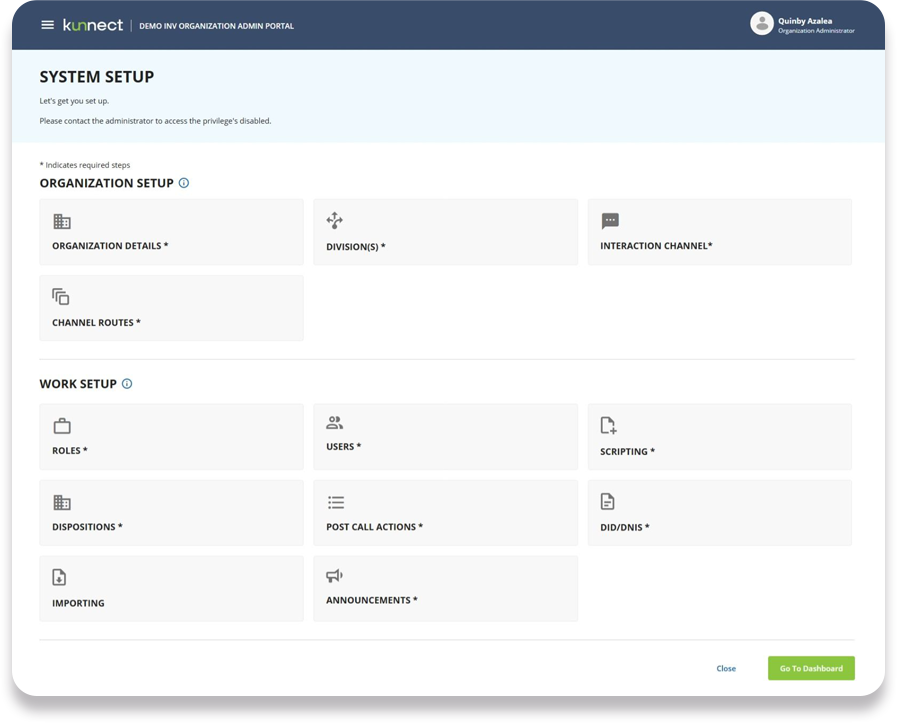 kunnect DEMO INV ORGANIZATION ADMIN PORTAL
Quinby Azalea
Organization Administrator
SYSTEM SETUP
Let's get you set up.
Please contact the administrator to access the privilege's disabled.
* Indicates required steps
ORGANIZATION SETUP
ORGANIZATION DETAILS *
DIVISION(S) *
INTERACTION CHANNEL*
CHANNEL ROUTES *
WORK SETUP
ROLES *
USERS *
SCRIPTING *
DISPOSITIONS *
POST CALL ACTIONS *
DID/DNIS *
IMPORTING
ANNOUNCEMENTS *
Close
Go To Dashboard